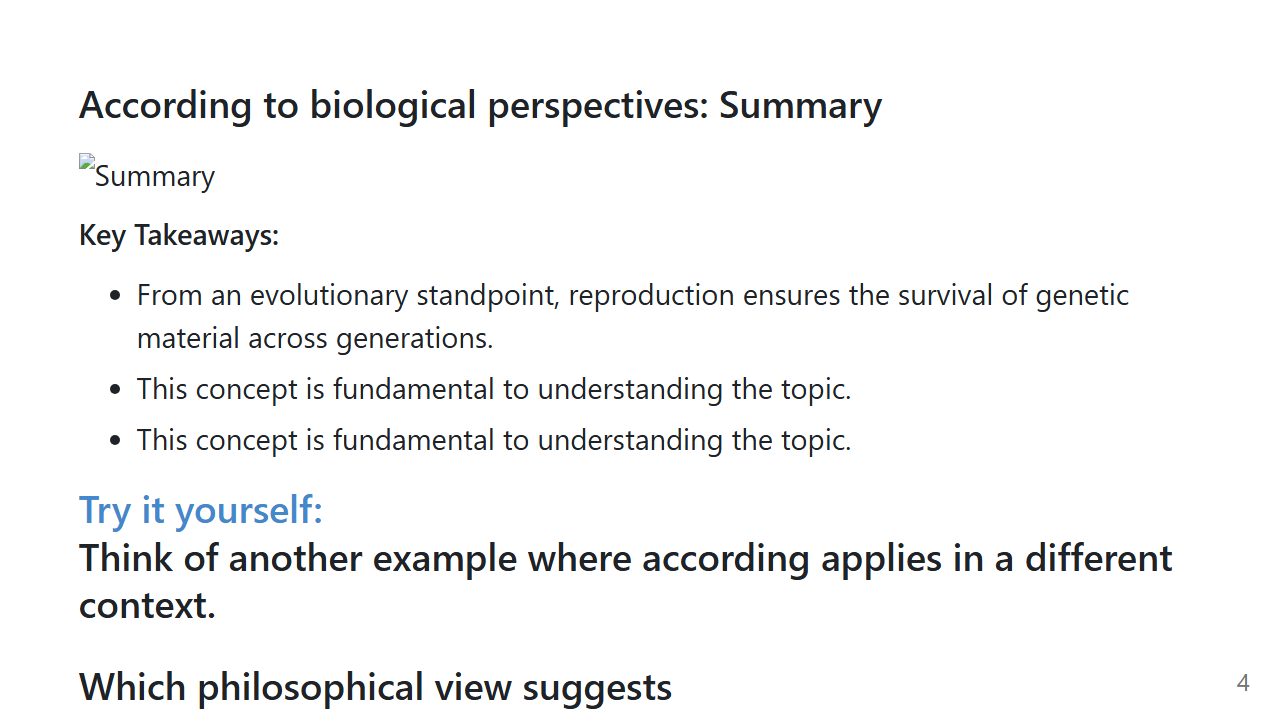 According to biological perspectives: Summary
Summary
Key Takeaways:
• From an evolutionary standpoint, reproduction ensures the survival of genetic
material across generations.
• This concept is fundamental to understanding the topic.
• This concept is fundamental to understanding the topic.
Try it yourself:
Think of another example where according applies in a different
context.
Which philosophical view suggests
4